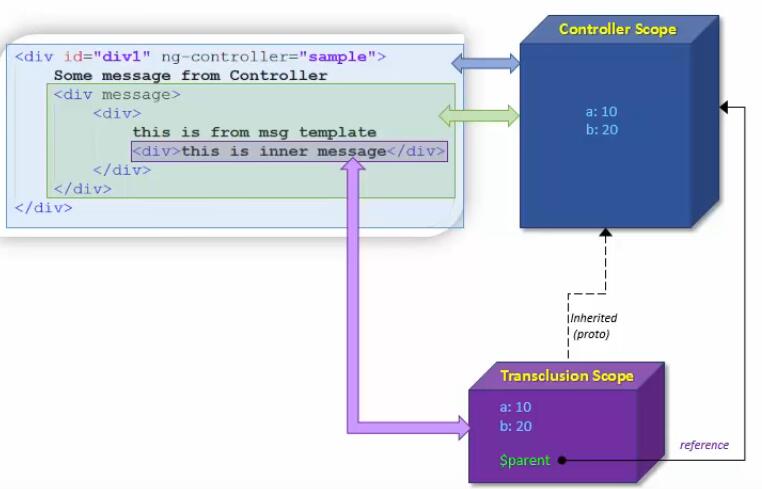 <div id="div1" ng-controller="sample">
Some message from Controller
<div message>
<div>
this is from msg template
<div>this is inner message</div>
</div>
</div>
</div>
Controller Scope
a: 10
b: 20
Inherited
(proto)
Transclusion Scope
a: 10
b: 20
$parent
reference